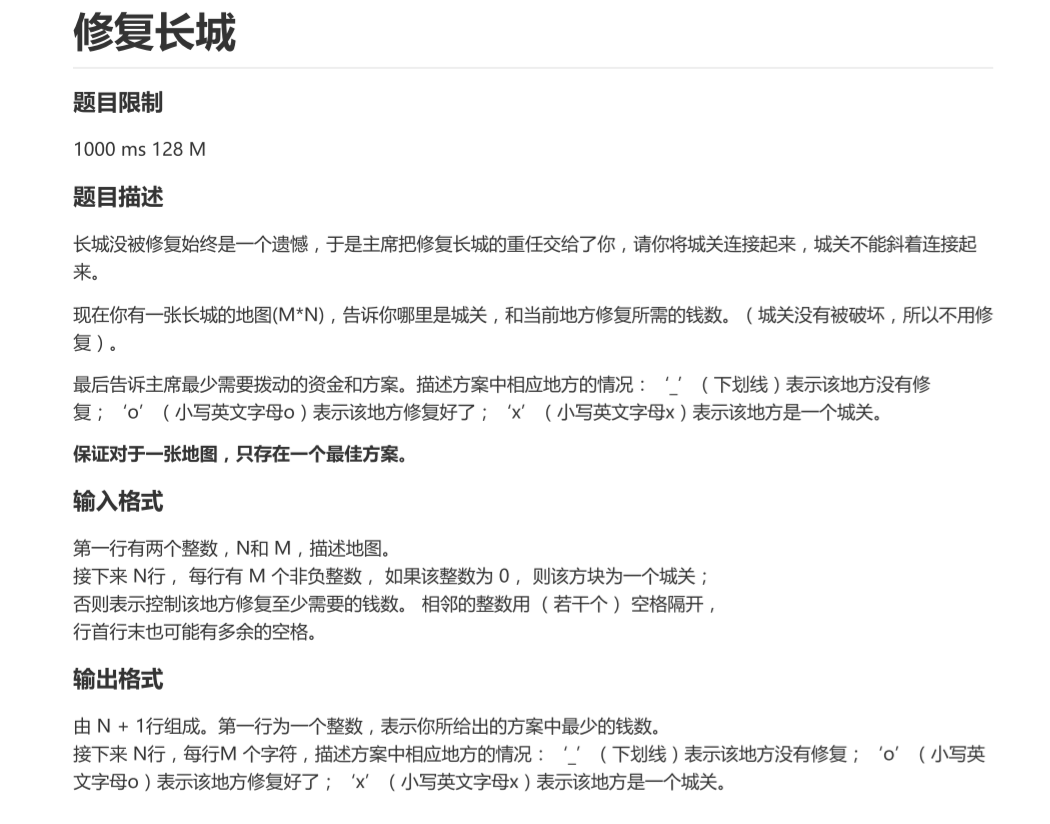 修复长城
题目限制
1000 ms 128 M
题目描述
长城没被修复始终是一个遗憾，于是主席把修复长城的重任交给了你，请你将城关连接起来，城关不能斜着连接起
来。
现在你有一张长城的地图(M*N)，告诉你哪里是城关，和当前地方修复所需的钱数。（城关没有被破坏，所以不用修
复）。
最后告诉主席最少需要拨动的资金和方案。描述方案中相应地方的情况：‘_’（下划线）表示该地方没有修
复；‘o’（小写英文字母o）表示该地方修复好了；‘x’（小写英文字母x）表示该地方是一个城关。
保证对于一张地图，只存在一个最佳方案。
输入格式
第一行有两个整数，N和 M，描述地图。
接下来 N行， 每行有 M 个非负整数， 如果该整数为 0， 则该方块为一个城关；
否则表示控制该地方修复至少需要的钱数。 相邻的整数用 （若干个） 空格隔开，
行首行末也可能有多余的空格。
输出格式
由 N + 1行组成。第一行为一个整数，表示你所给出的方案中最少的钱数。
接下来 N行，每行M 个字符，描述方案中相应地方的情况：‘_’（下划线）表示该地方没有修复；‘o’（小写英
文字母o）表示该地方修复好了；‘x’（小写英文字母x）表示该地方是一个城关。